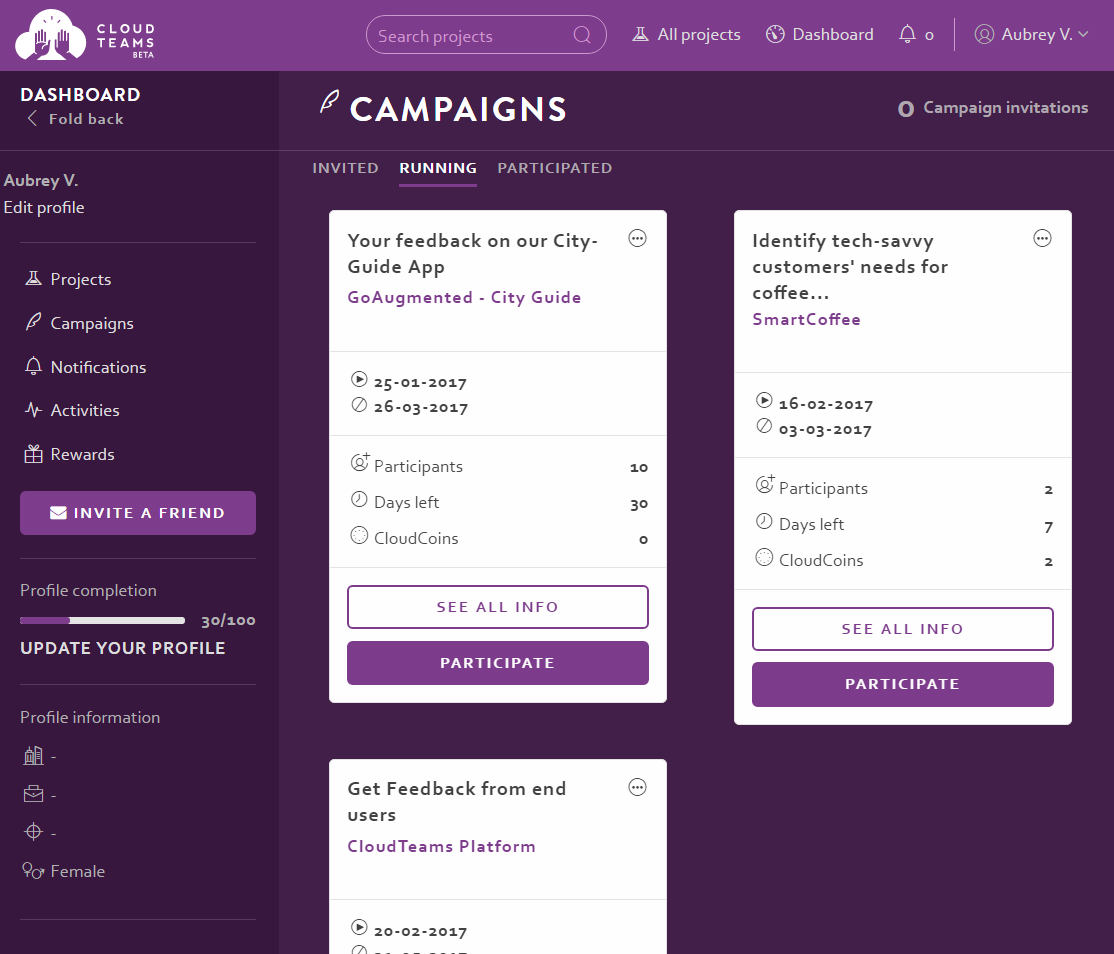 CLOUD
TEAMS
BETA
Search projects
All projects
Dashboard
0
Aubrey V.
DASHBOARD
Fold back
Aubrey V.
Edit profile
Projects
Campaigns
Notifications
Activities
Rewards
INVITE A FRIEND
Profile completion
30/100
UPDATE YOUR PROFILE
Profile information
-
-
-
Female
CAMPAIGNS
0 Campaign invitations
INVITED RUNNING PARTICIPATED
Your feedback on our City-
Guide App
GoAugmented - City Guide
25-01-2017
26-03-2017
Participants 10
Days left 30
CloudCoins 0
SEE ALL INFO
PARTICIPATE
Identify tech-savvy
customers' needs for
coffee...
SmartCoffee
16-02-2017
03-03-2017
Participants 2
Days left 7
CloudCoins 2
SEE ALL INFO
PARTICIPATE
Get Feedback from end
users
CloudTeams Platform
20-02-2017